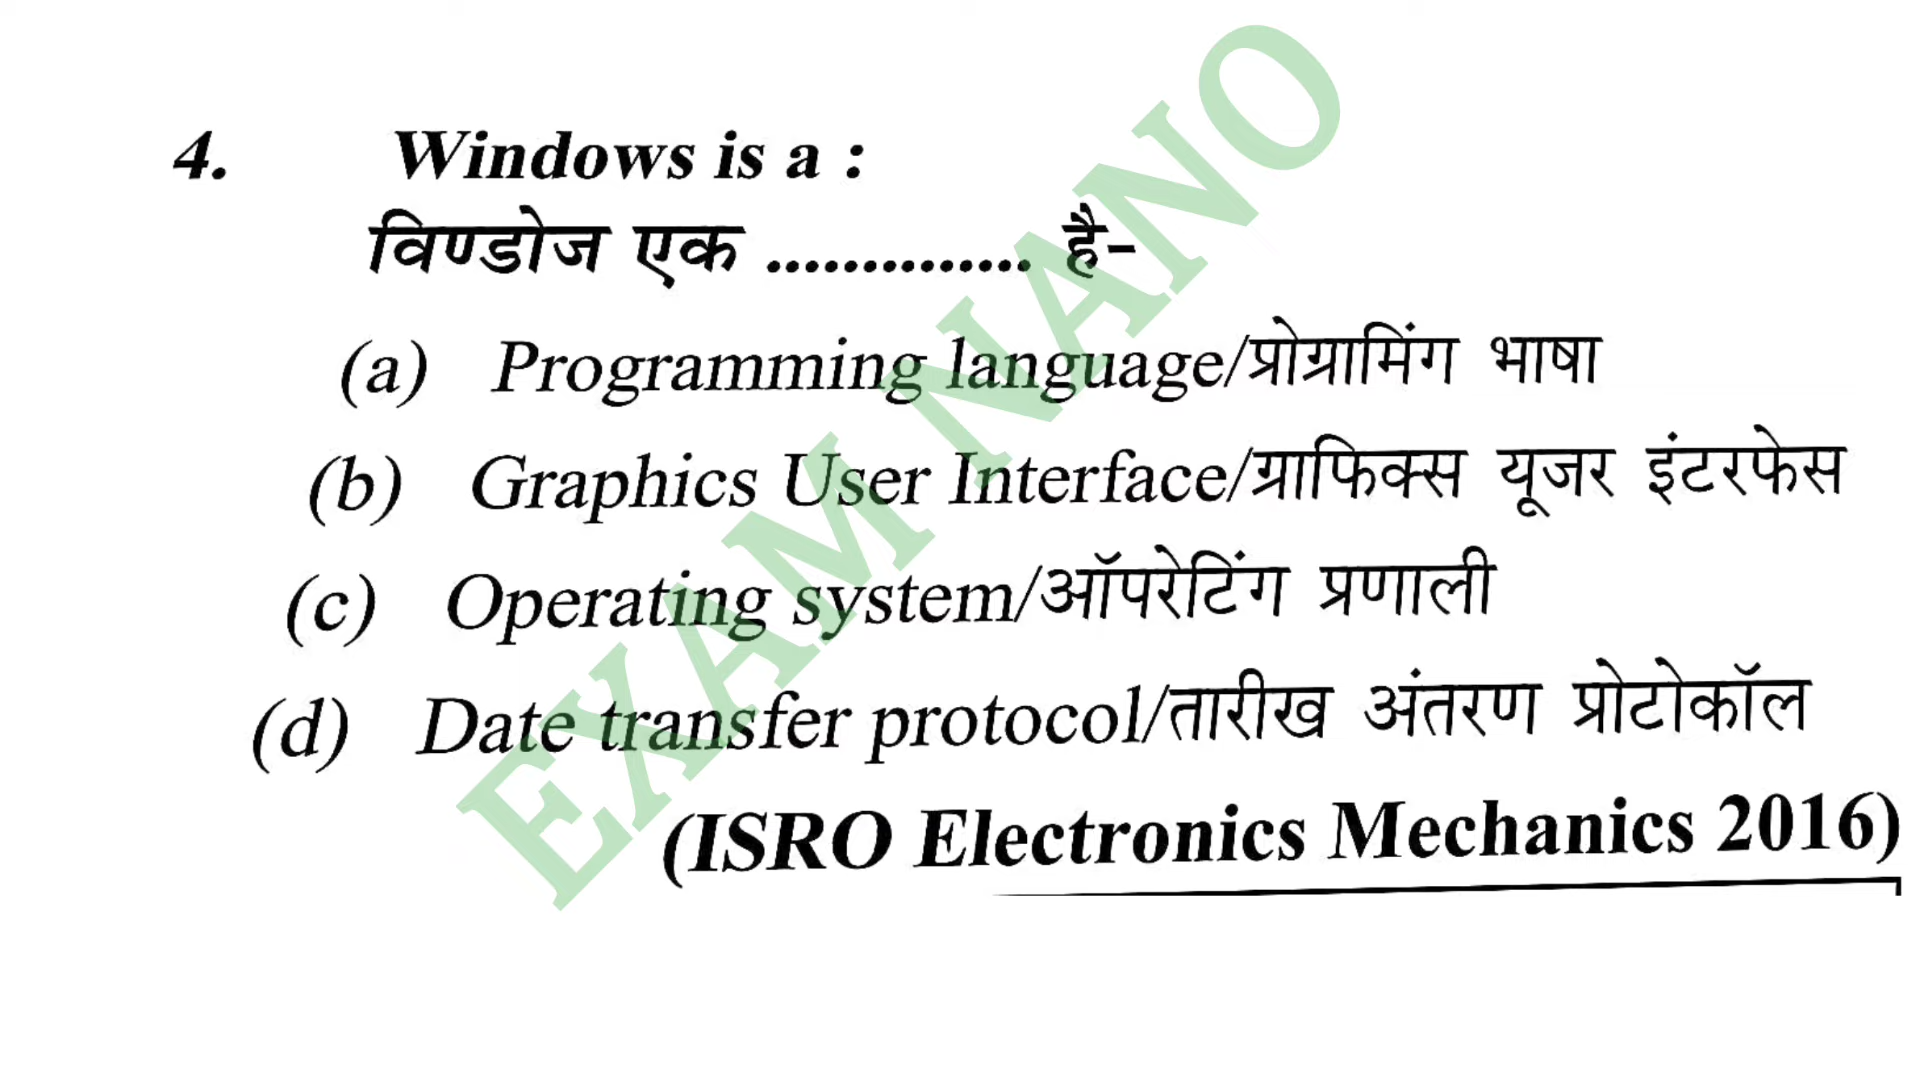 4. Windows is a :
विण्डोज एक .............. है-
(a) Programming language/प्रोग्रामिंग भाषा
(b) Graphics User Interface/ग्राफिक्स यूजर इंटरफेस
(c) Operating system/ऑपरेटिंग प्रणाली
(d) Date transfer protocol/तारीख अंतरण प्रोटोकॉल
(ISRO Electronics Mechanics 2016)
EXAM NANO